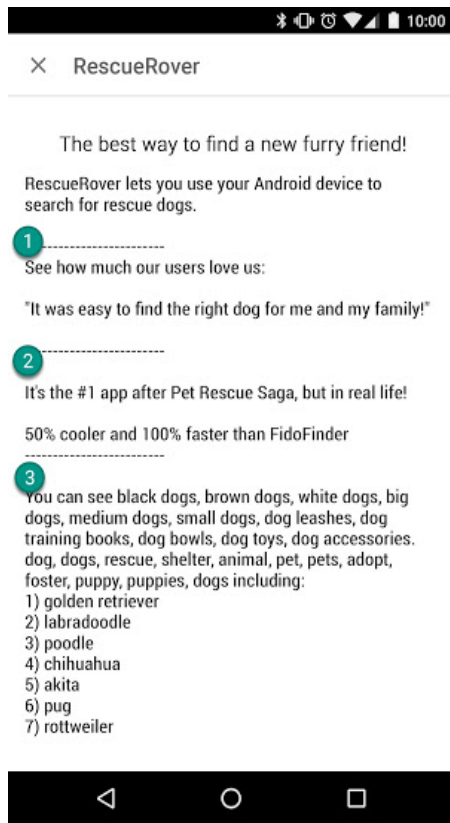 10:00
RescueRover
The best way to find a new furry friend!
RescueRover lets you use your Android device to
search for rescue dogs.
1 ----------------------
See how much our users love us:
"It was easy to find the right dog for me and my family!"
----------------------
2
It's the #1 app after Pet Rescue Saga, but in real life!
50% cooler and 100% faster than FidoFinder
-------------------------
3
You can see black dogs, brown dogs, white dogs, big
dogs, medium dogs, small dogs, dog leashes, dog
training books, dog bowls, dog toys, dog accessories.
dog, dogs, rescue, shelter, animal, pet, pets, adopt,
foster, puppy, puppies, dogs including:
1) golden retriever
2) labradoodle
3) poodle
4) chihuahua
5) akita
6) pug
7) rottweiler